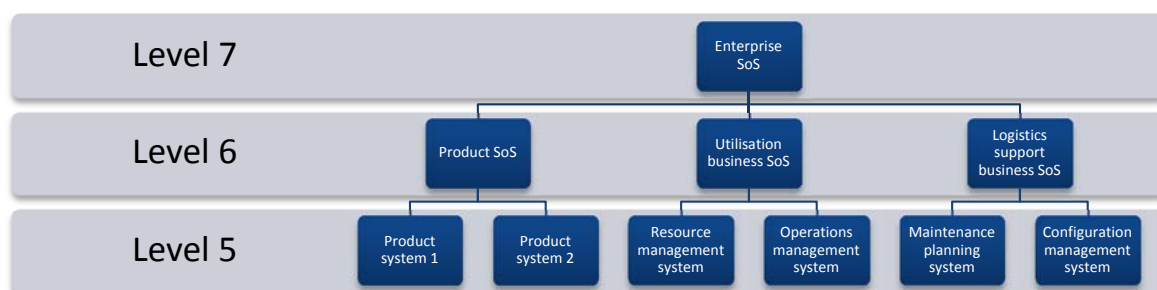 Level 7
Enterprise
SoS
Level 6
Product SoS
Utilisation
business SoS
Logistics
support
business SoS
Level 5
Product
system 1
Product
system 2
Resource
management
system
Operations
management
system
Maintenance
planning
system
Configuration
management
system